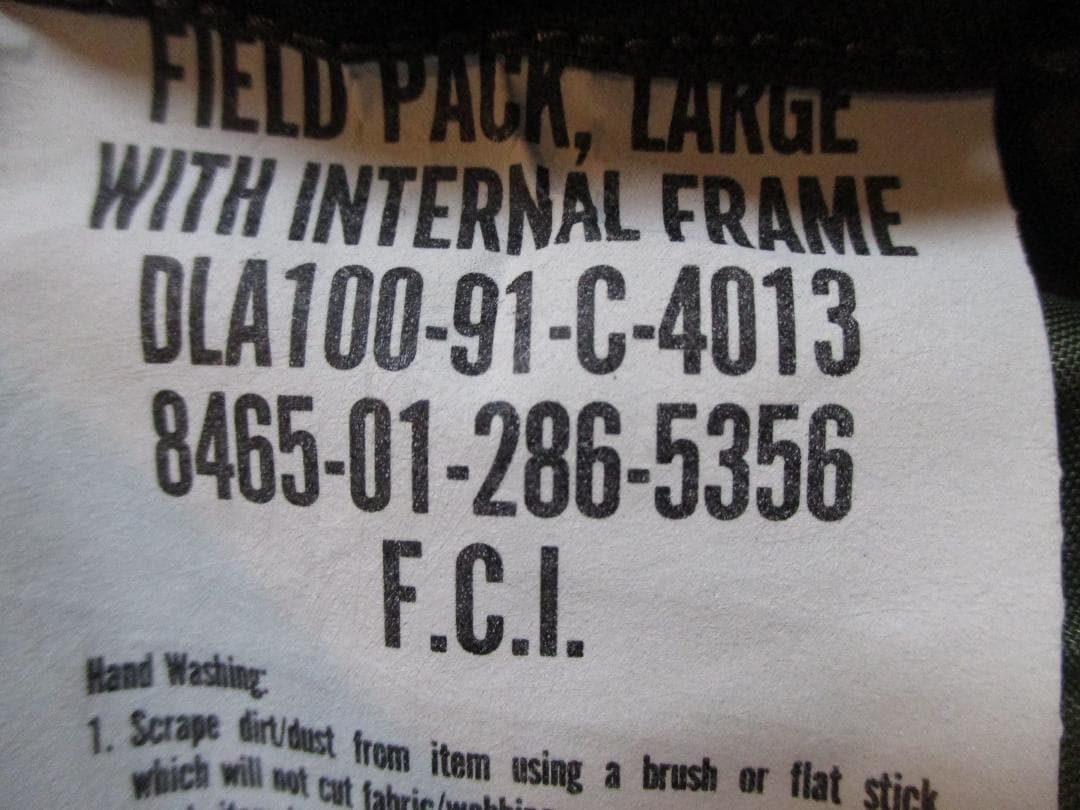 FIELD PACK, LARGE
WITH INTERNAL FRAME
DLA100-91-C-4013
8465-01-286-5356
F.C.I.
Hand Washing:
1. Scrape dirt/dust from item using a brush or flat stick
which will not cut fabric/webbing